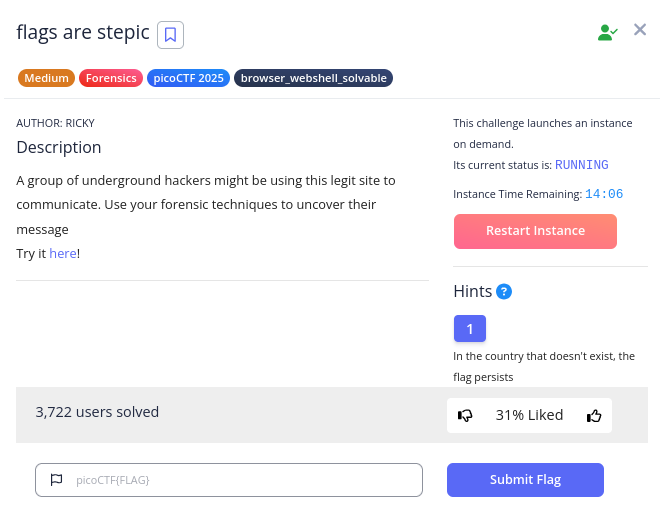 flags are stepic
Medium Forensics picoCTF 2025 browser_webshell_solvable
AUTHOR: RICKY
Description
A group of underground hackers might be using this legit site to
communicate. Use your forensic techniques to uncover their
message
Try it here!
This challenge launches an instance
on demand.
Its current status is: RUNNING
Instance Time Remaining: 14:06
Restart Instance
Hints ?
1
In the country that doesn't exist, the
flag persists
3,722 users solved
31% Liked
picoCTF{FLAG}
Submit Flag